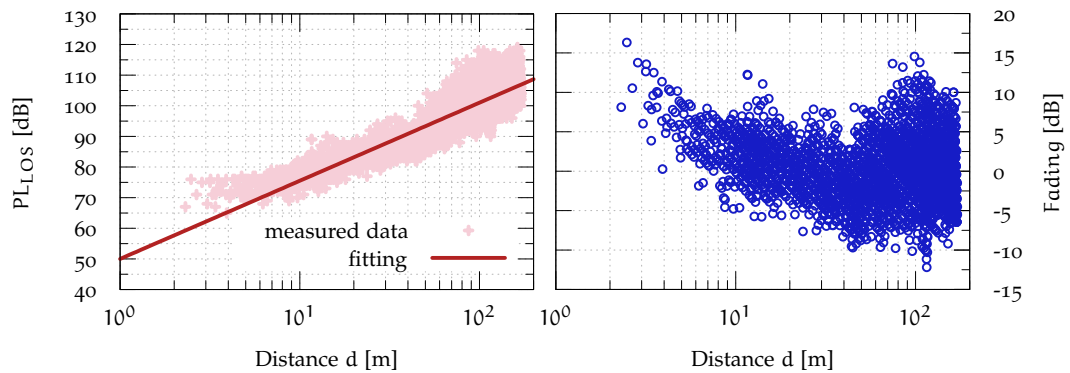 130
120
110
100
90
80
70
60
50
40
PL_LOS [dB]
measured data
fitting
10^0 10^1 10^2
Distance d [m]
20
15
10
5
0
-5
-10
-15
Fading [dB]
10^0 10^1 10^2
Distance d [m]